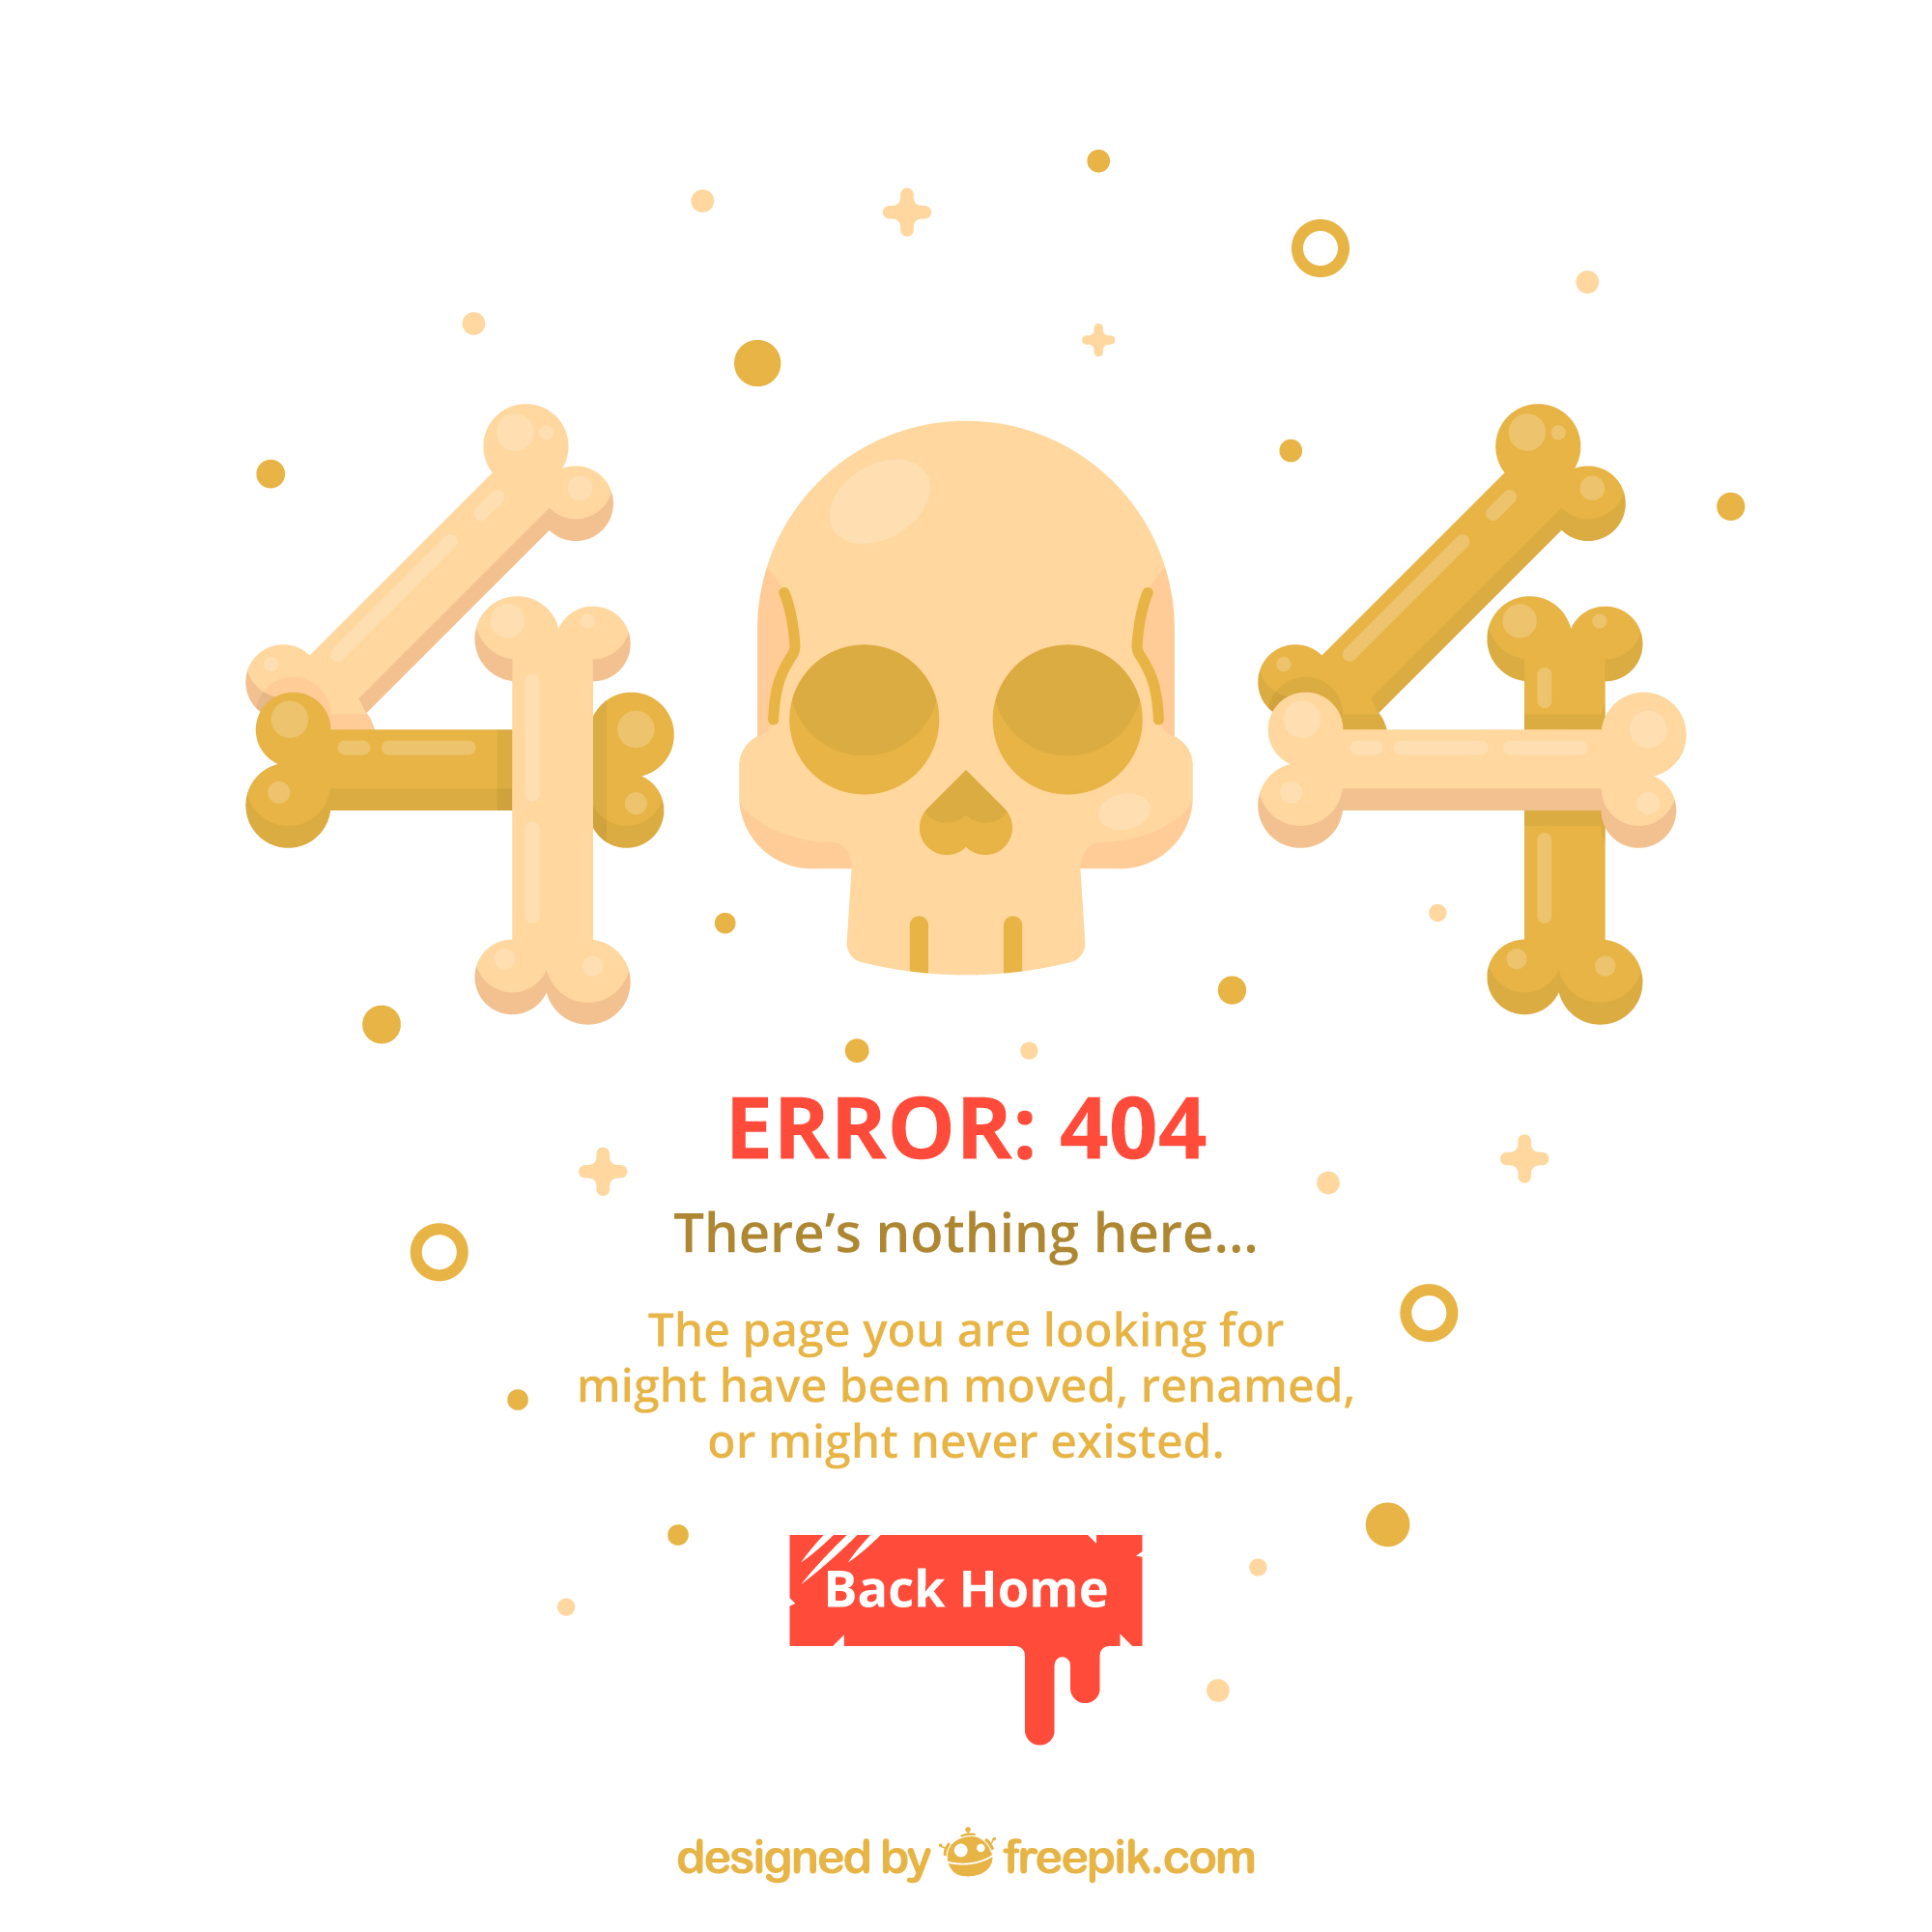 ERROR: 404
There’s nothing here...
The page you are looking for
might have been moved, renamed,
or might never existed.
Back Home
designed by freepik.com